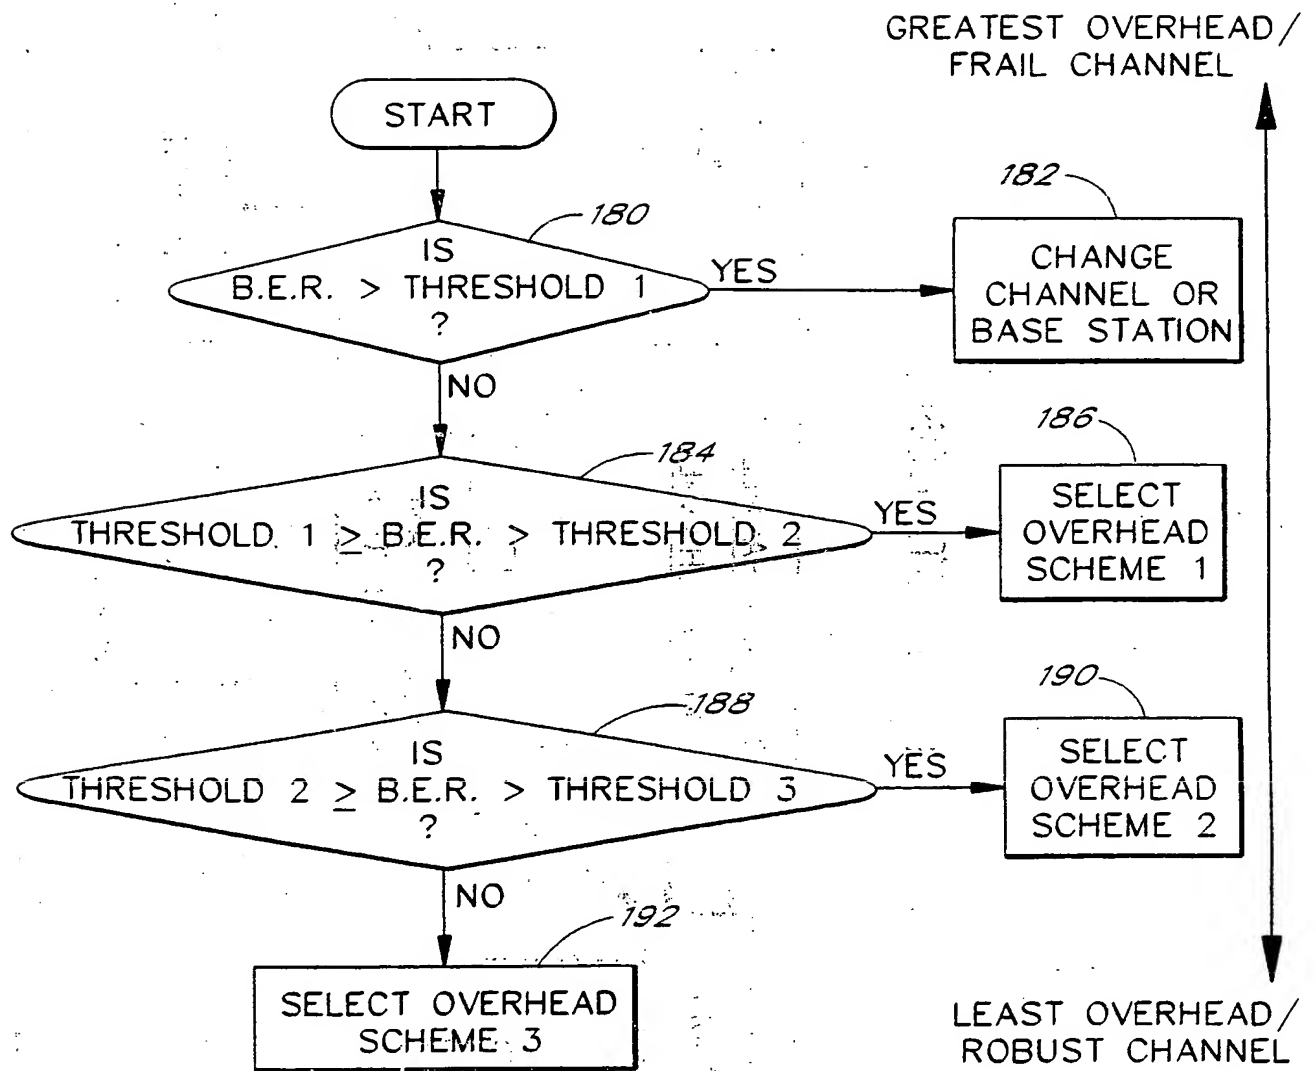 GREATEST OVERHEAD/
FRAIL CHANNEL
START
180
IS
B.E.R. > THRESHOLD 1
?
YES
182
CHANGE
CHANNEL OR
BASE STATION
NO
184
IS
THRESHOLD 1 ≥ B.E.R. > THRESHOLD 2
?
YES
186
SELECT
OVERHEAD
SCHEME 1
NO
188
IS
THRESHOLD 2 ≥ B.E.R. > THRESHOLD 3
?
YES
190
SELECT
OVERHEAD
SCHEME 2
NO
192
SELECT OVERHEAD
SCHEME 3
LEAST OVERHEAD/
ROBUST CHANNEL